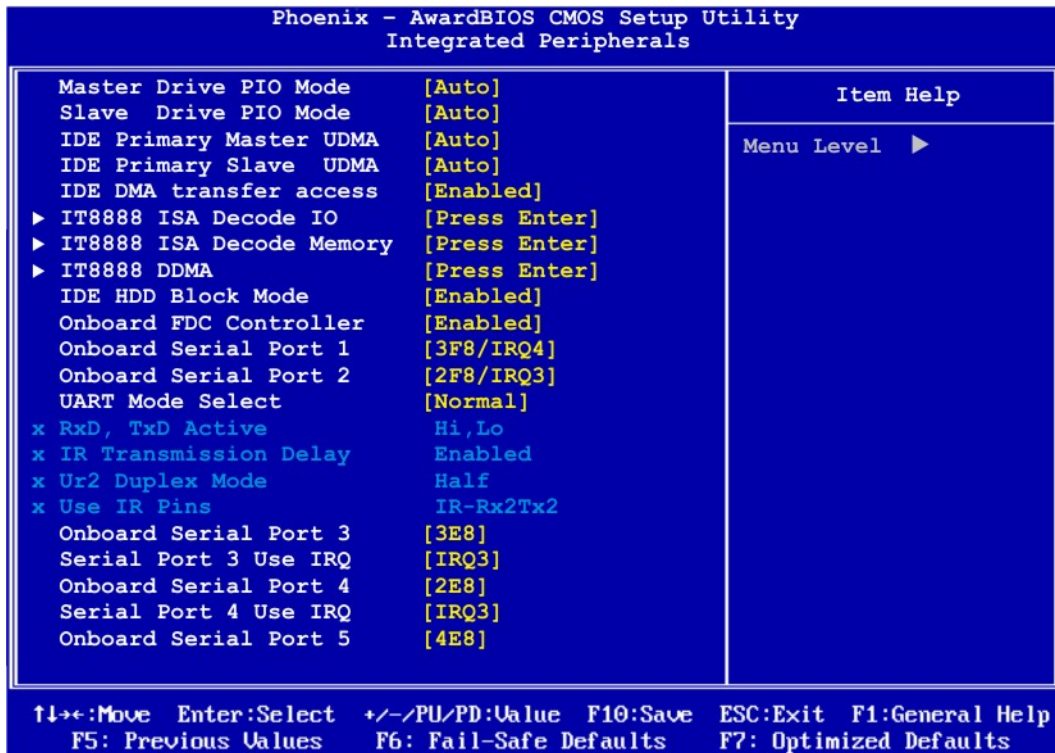 Phoenix - AwardBIOS CMOS Setup Utility
Integrated Peripherals
Master Drive PIO Mode [Auto]
Slave Drive PIO Mode [Auto]
IDE Primary Master UDMA [Auto]
IDE Primary Slave UDMA [Auto]
IDE DMA transfer access [Enabled]
▶ IT8888 ISA Decode IO [Press Enter]
▶ IT8888 ISA Decode Memory [Press Enter]
▶ IT8888 DDMA [Press Enter]
IDE HDD Block Mode [Enabled]
Onboard FDC Controller [Enabled]
Onboard Serial Port 1 [3F8/IRQ4]
Onboard Serial Port 2 [2F8/IRQ3]
UART Mode Select [Normal]
x RxD, TxD Active Hi,Lo
x IR Transmission Delay Enabled
x Ur2 Duplex Mode Half
x Use IR Pins IR-Rx2Tx2
Onboard Serial Port 3 [3E8]
Serial Port 3 Use IRQ [IRQ3]
Onboard Serial Port 4 [2E8]
Serial Port 4 Use IRQ [IRQ3]
Onboard Serial Port 5 [4E8]
Item Help
Menu Level ▶
↑↓→←:Move Enter:Select +/-/PU/PD:Value F10:Save ESC:Exit F1:General Help
F5: Previous Values F6: Fail-Safe Defaults F7: Optimized Defaults